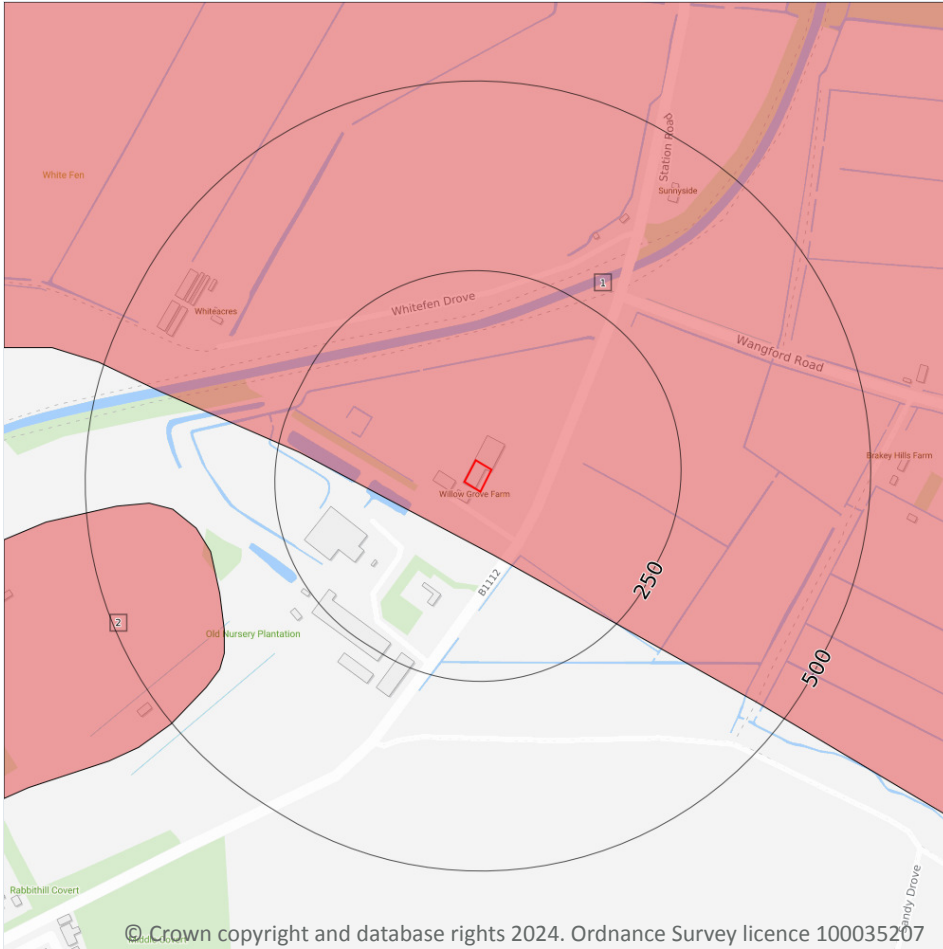 Station Road
White Fen
Sunnyside
1
Whiteacres
Whitefen Drove
Wangford Road
Brakey Hills Farm
Willow Grove Farm
250
B1112
2
Old Nursery Plantation
500
Rabbithill Covert
Sandy Drove
© Crown copyright and database rights 2024. Ordnance Survey licence 100035207